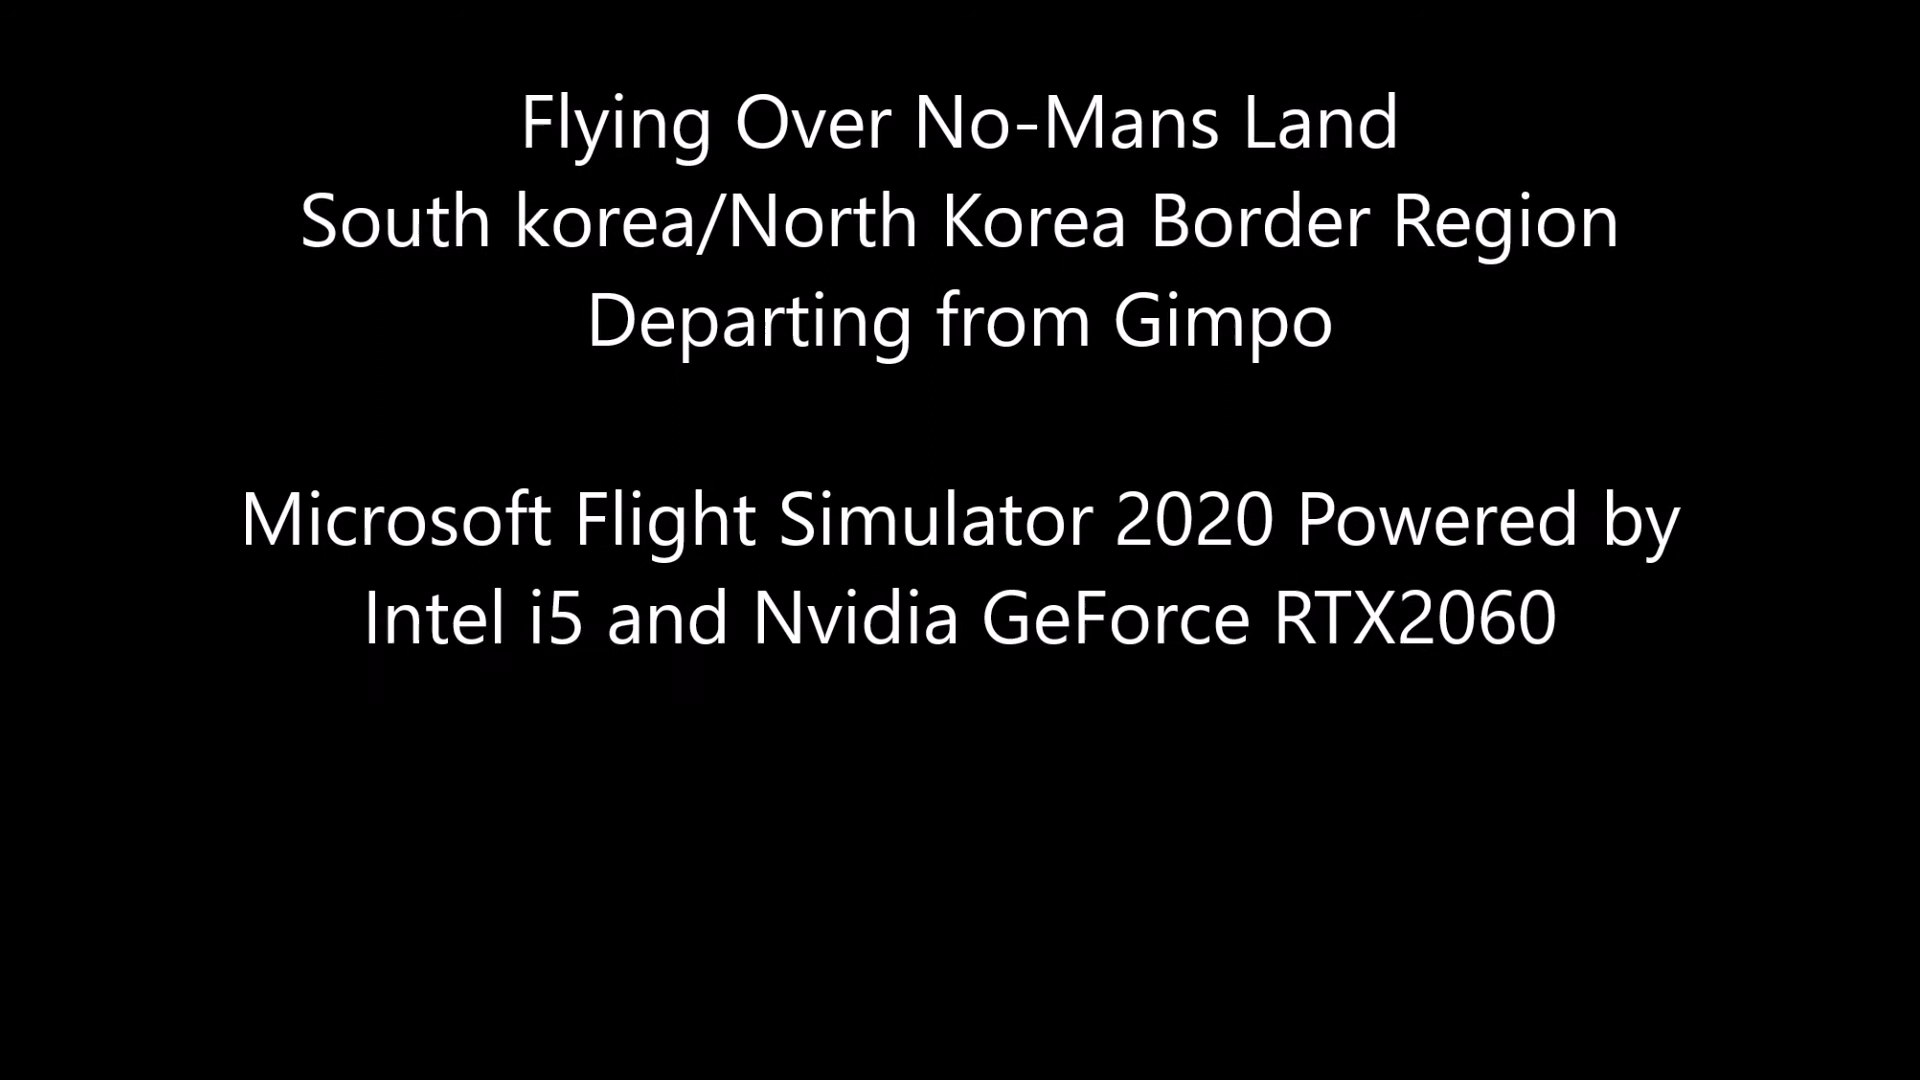 Flying Over No-Mans Land
South korea/North Korea Border Region
Departing from Gimpo
Microsoft Flight Simulator 2020 Powered by
Intel i5 and Nvidia GeForce RTX2060